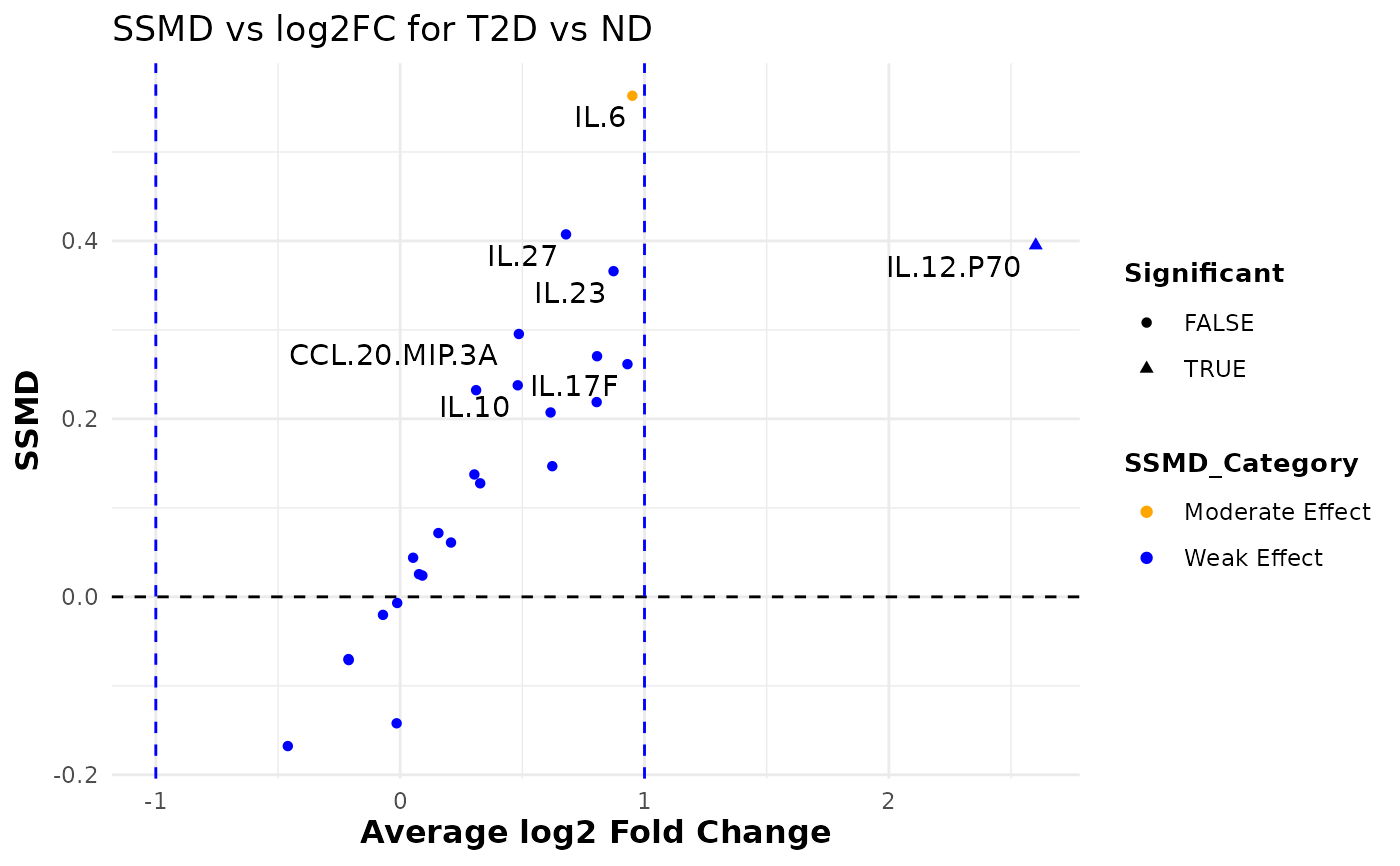 SSMD vs log2FC for T2D vs ND
IL.6
IL.27
IL.12.P70
IL.23
CCL.20.MIP.3A
IL.17F
IL.10
0.4
0.2
0.0
-0.2
SSMD
-1
0
1
2
Average log2 Fold Change
Significant
FALSE
TRUE
SSMD_Category
Moderate Effect
Weak Effect